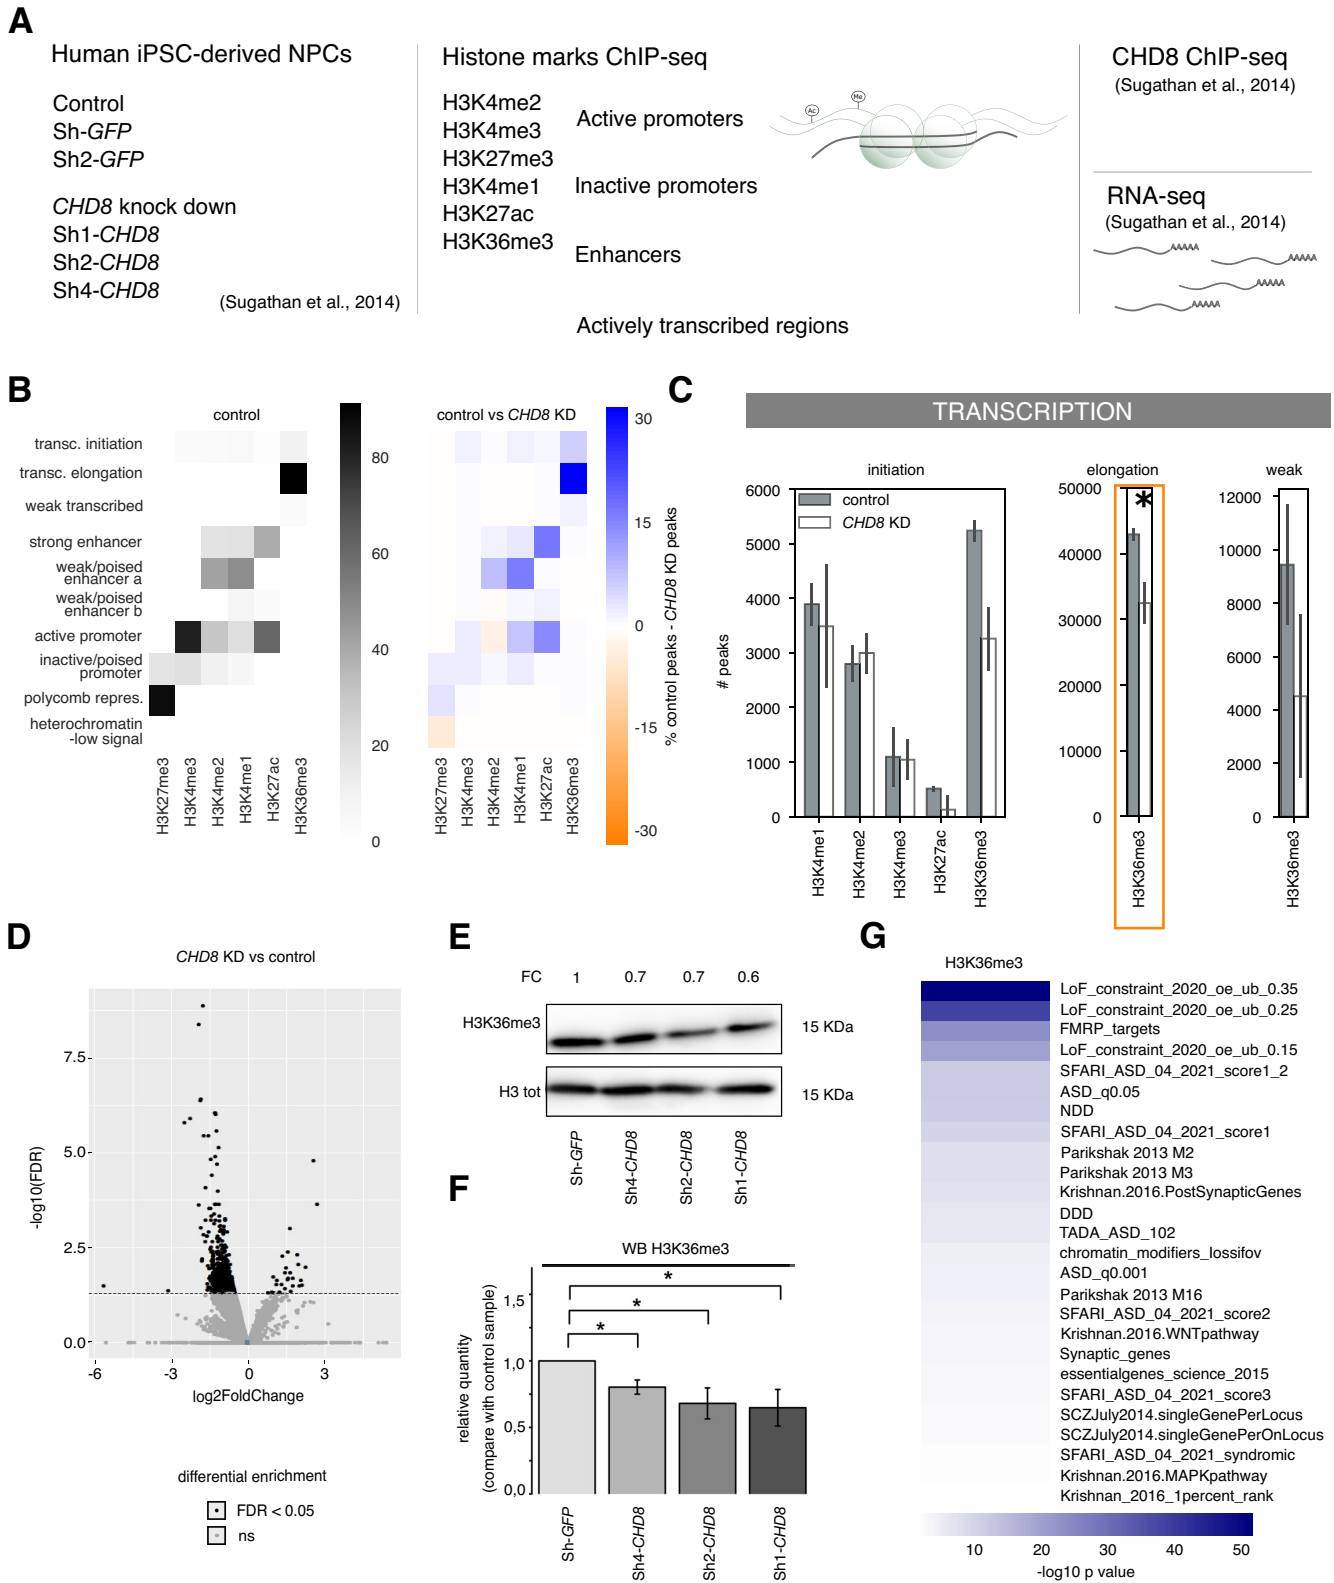 A
Human iPSC-derived NPCs
Control
Sh-GFP
Sh2-GFP
CHD8 knock down
Sh1-CHD8
Sh2-CHD8
Sh4-CHD8
(Sugathan et al., 2014)
Histone marks ChIP-seq
H3K4me2
H3K4me3
H3K27me3
H3K4me1
H3K27ac
H3K36me3
Active promoters
Inactive promoters
Enhancers
Actively transcribed regions
Ac
Me
CHD8 ChIP-seq
(Sugathan et al., 2014)
RNA-seq
(Sugathan et al., 2014)
B
control
transc. initiation
transc. elongation
weak transcribed
strong enhancer
weak/poised
enhancer a
weak/poised
enhancer b
active promoter
inactive/poised
promoter
polycomb repres.
heterochromatin
-low signal
H3K27me3
H3K4me3
H3K4me2
H3K4me1
H3K27ac
H3K36me3
80
60
40
20
0
control vs CHD8 KD
H3K27me3
H3K4me3
H3K4me2
H3K4me1
H3K27ac
H3K36me3
30
15
0
-15
-30
% control peaks - CHD8 KD peaks
C
TRANSCRIPTION
initiation
control
CHD8 KD
# peaks
6000
5000
4000
3000
2000
1000
0
H3K4me1
H3K4me2
H3K4me3
H3K27ac
H3K36me3
elongation
50000
40000
30000
20000
10000
0
*
H3K36me3
weak
12000
10000
8000
6000
4000
2000
0
H3K36me3
D
CHD8 KD vs control
-log10(FDR)
7.5
5.0
2.5
0.0
-6
-3
0
3
log2FoldChange
differential enrichment
FDR < 0.05
ns
E
FC
1
0.7
0.7
0.6
H3K36me3
15 KDa
H3 tot
15 KDa
Sh-GFP
Sh4-CHD8
Sh2-CHD8
Sh1-CHD8
F
WB H3K36me3
relative quantity
(compare with control sample)
1,5
1,0
0,5
0,0
*
*
*
Sh-GFP
Sh4-CHD8
Sh2-CHD8
Sh1-CHD8
G
H3K36me3
LoF_constraint_2020_oe_ub_0.35
LoF_constraint_2020_oe_ub_0.25
FMRP_targets
LoF_constraint_2020_oe_ub_0.15
SFARI_ASD_04_2021_score1_2
ASD_q0.05
NDD
SFARI_ASD_04_2021_score1
Parikshak 2013 M2
Parikshak 2013 M3
Krishnan.2016.PostSynapticGenes
DDD
TADA_ASD_102
chromatin_modifiers_lossifov
ASD_q0.001
Parikshak 2013 M16
SFARI_ASD_04_2021_score2
Krishnan.2016.WNTpathway
Synaptic_genes
essentialgenes_science_2015
SFARI_ASD_04_2021_score3
SCZJuly2014.singleGenePerLocus
SCZJuly2014.singleGenePerOnLocus
SFARI_ASD_04_2021_syndromic
Krishnan.2016.MAPKpathway
Krishnan_2016_1percent_rank
10
20
30
40
50
-log10 p value